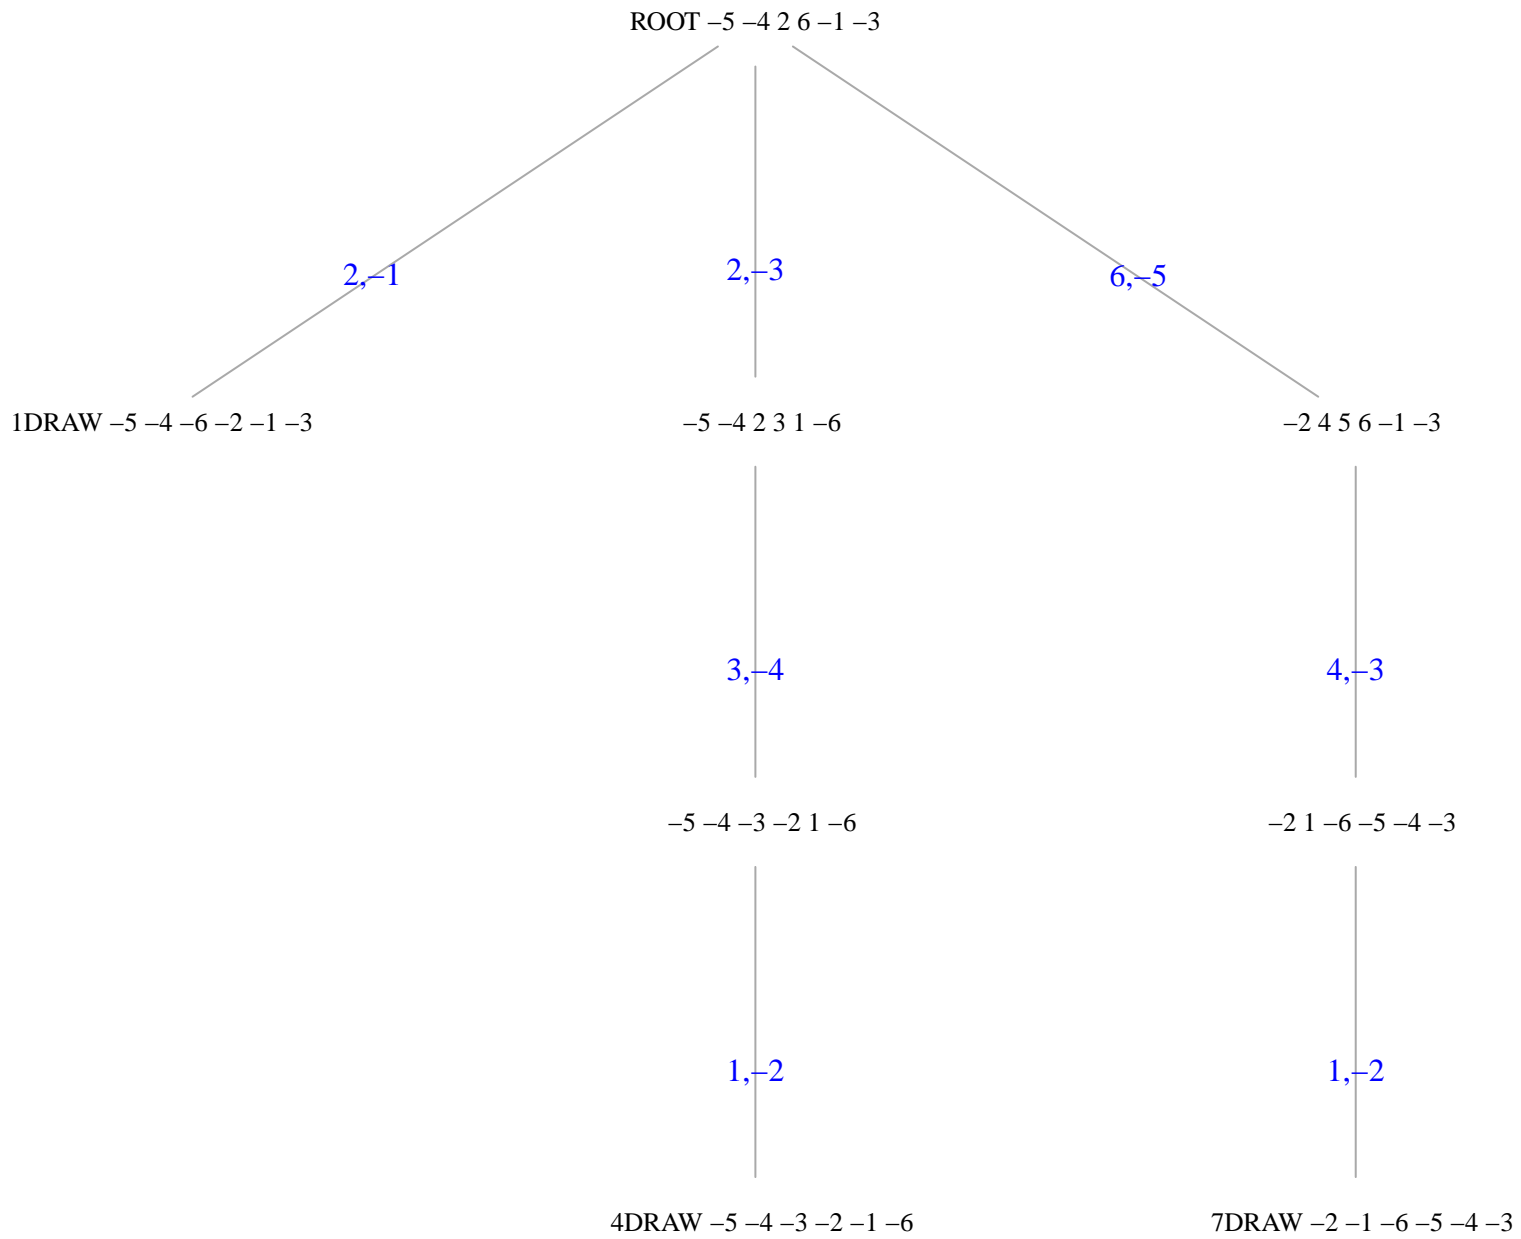 ROOT –5 –4 2 6 –1 –3
2,–1
2,–3
6,–5
1DRAW –5 –4 –6 –2 –1 –3
–5 –4 2 3 1 –6
–2 4 5 6 –1 –3
3,–4
4,–3
–5 –4 –3 –2 1 –6
–2 1 –6 –5 –4 –3
1,–2
1,–2
4DRAW –5 –4 –3 –2 –1 –6
7DRAW –2 –1 –6 –5 –4 –3